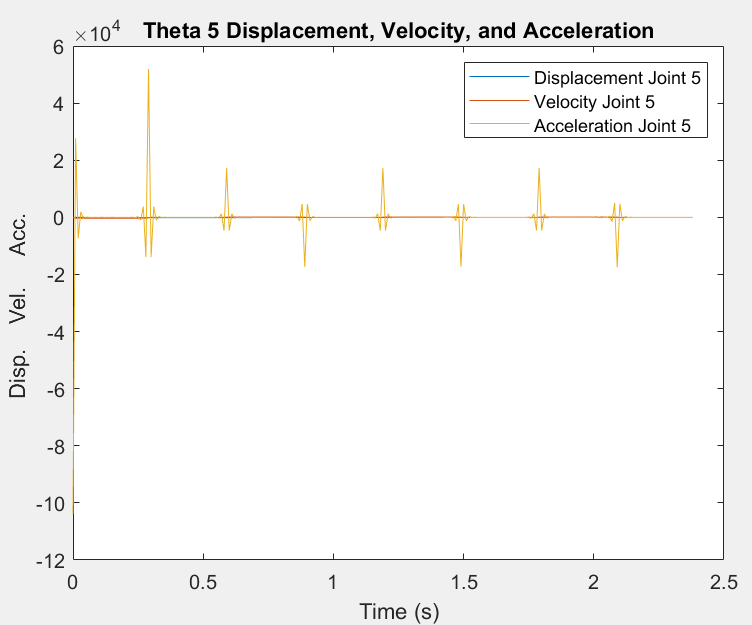 Theta 5 Displacement, Velocity, and Acceleration
×10⁴
6
4
2
0
-2
-4
-6
-8
-10
-12
Disp. Vel. Acc.
Displacement Joint 5
Velocity Joint 5
Acceleration Joint 5
0 0.5 1 1.5 2 2.5
Time (s)